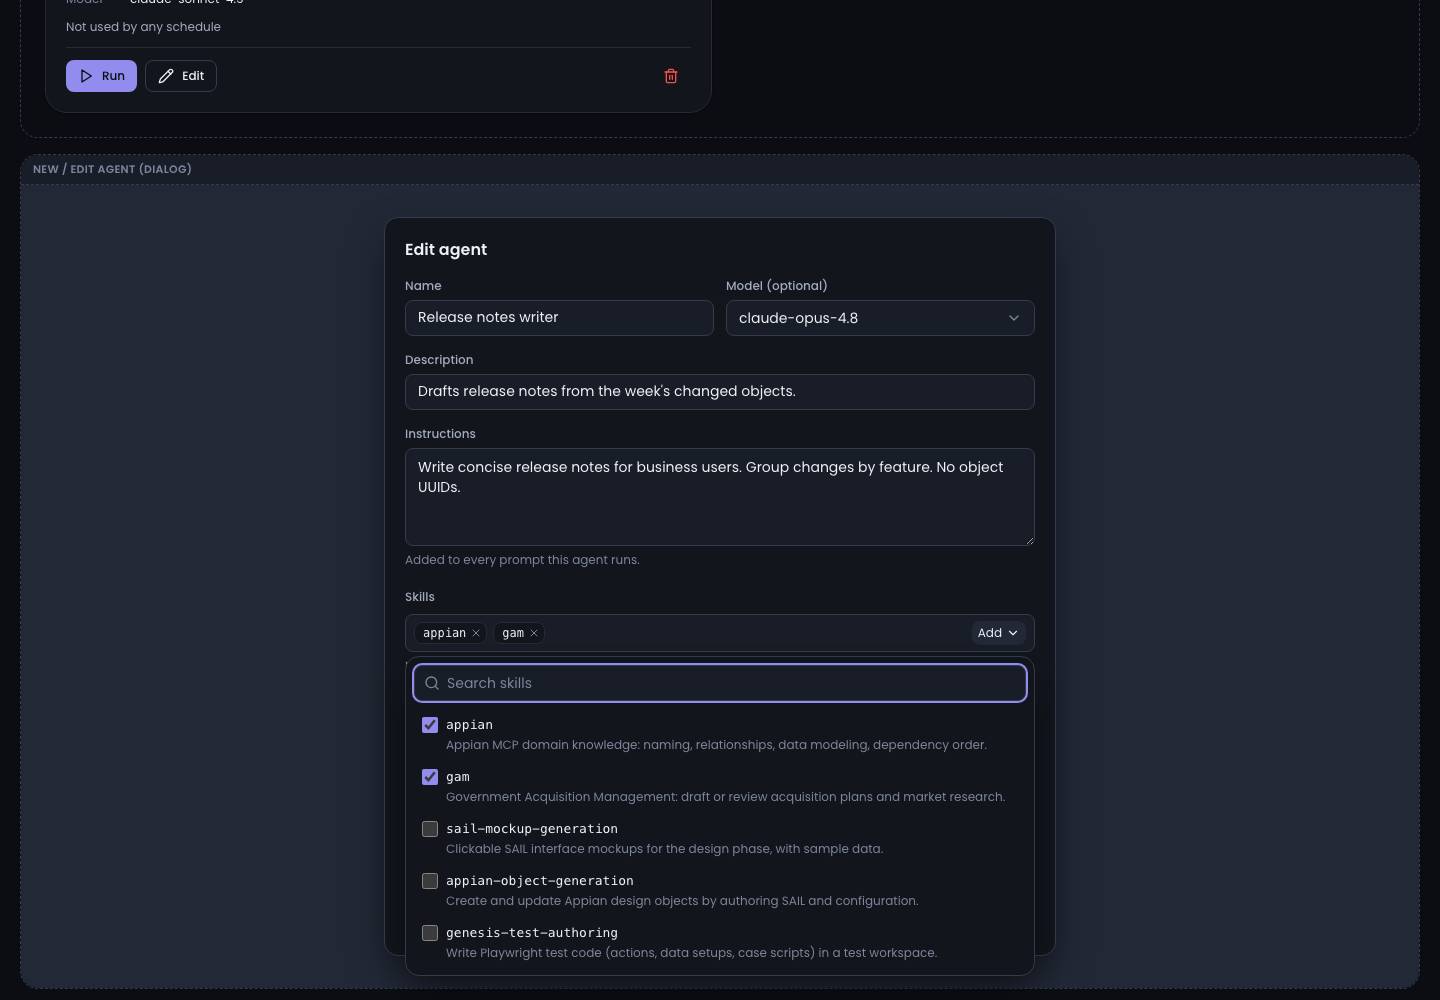 Model claude-sonnet-4.5
Not used by any schedule
Run
Edit
NEW / EDIT AGENT (DIALOG)
Edit agent
Name
Model (optional)
Release notes writer
claude-opus-4.8
Description
Drafts release notes from the week's changed objects.
Instructions
Write concise release notes for business users. Group changes by feature. No object
UUIDs.
Added to every prompt this agent runs.
Skills
appian
gam
Add
Search skills
appian
Appian MCP domain knowledge: naming, relationships, data modeling, dependency order.
gam
Government Acquisition Management: draft or review acquisition plans and market research.
sail-mockup-generation
Clickable SAIL interface mockups for the design phase, with sample data.
appian-object-generation
Create and update Appian design objects by authoring SAIL and configuration.
genesis-test-authoring
Write Playwright test code (actions, data setups, case scripts) in a test workspace.